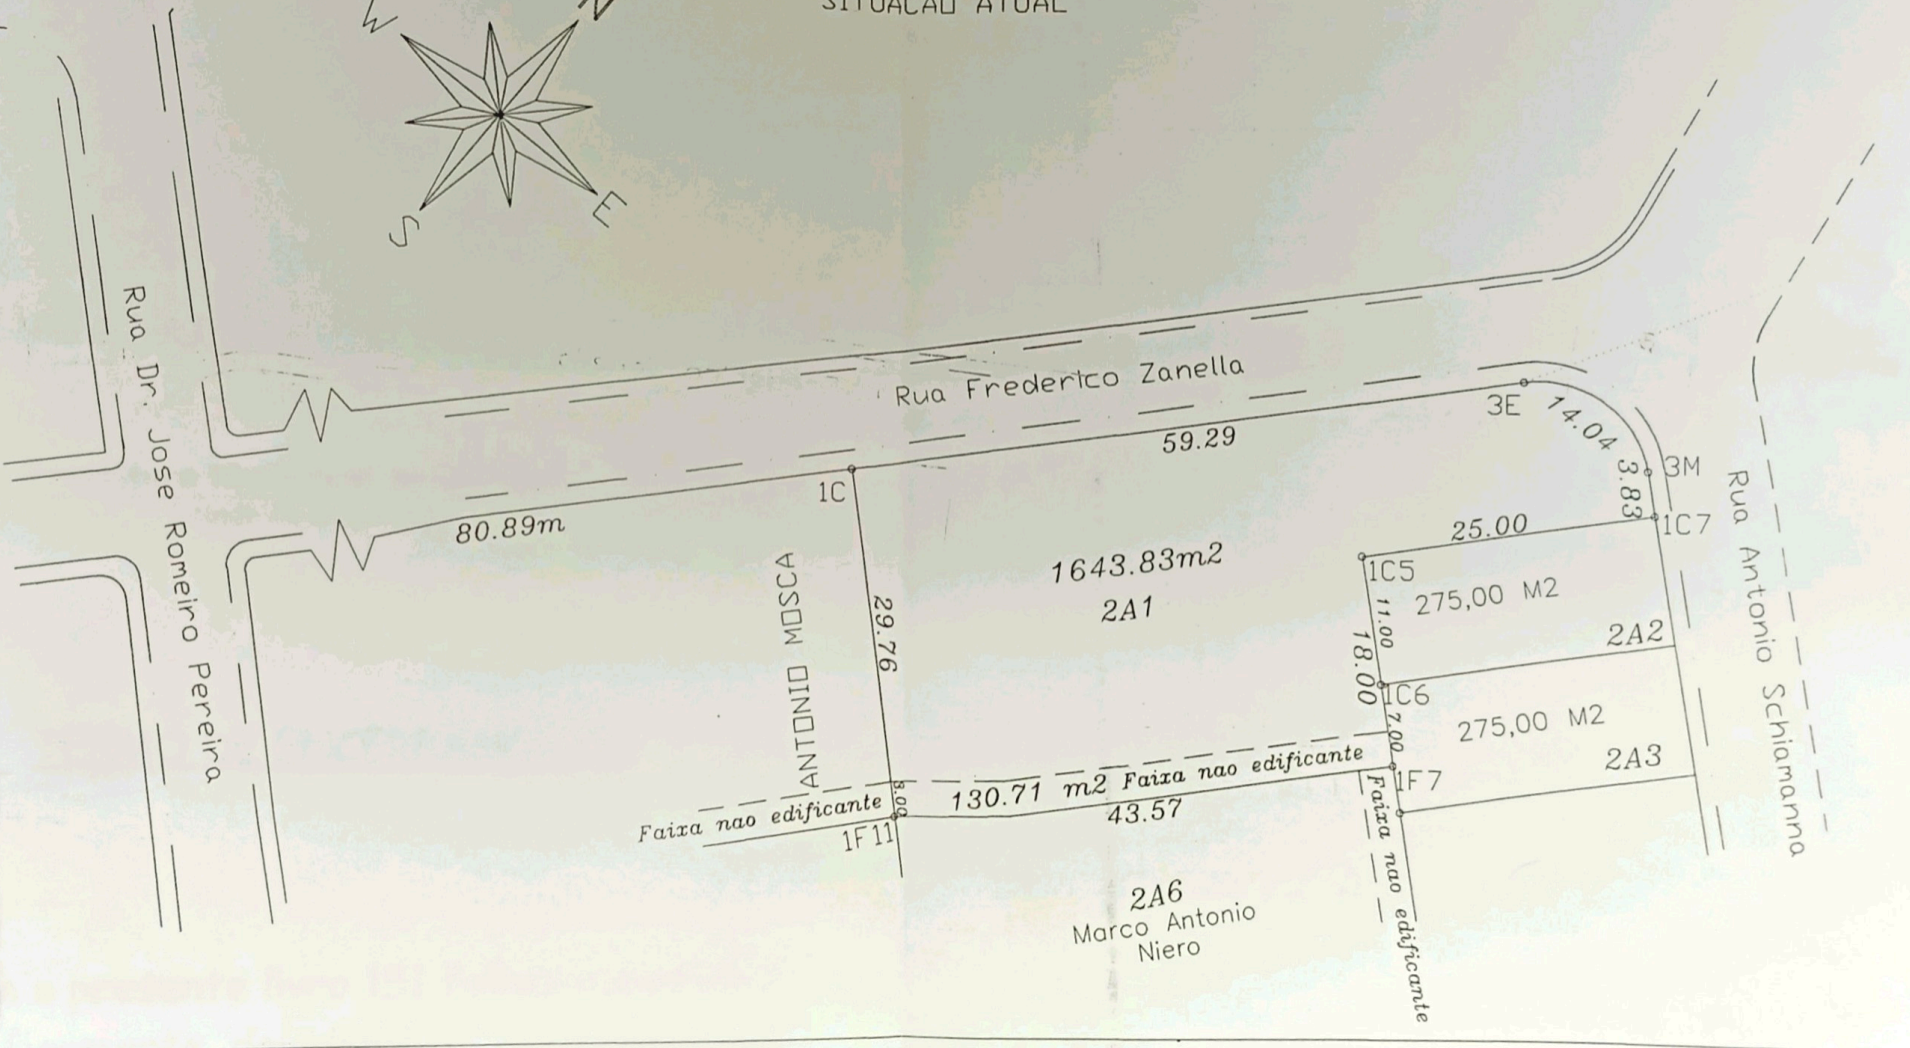 SITUACAO ATUAL
W
N
S
E
Rua Dr. Jose Romeiro Pereira
Rua Frederico Zanella
59.29
3E
14.04
3.83
3M
1C7
Rua Antonio Schiamanna
1C
80.89m
25.00
1C5
ANTONIO MOSCA
29.76
1643.83m2
2A1
11.00
18.00
275,00 M2
2A2
1C6
7.00
275,00 M2
2A3
1F7
Faixa nao edificante
3.00
130.71 m2 Faixa nao edificante
43.57
1F11
Faixa nao edificante
2A6
Marco Antonio
Niero